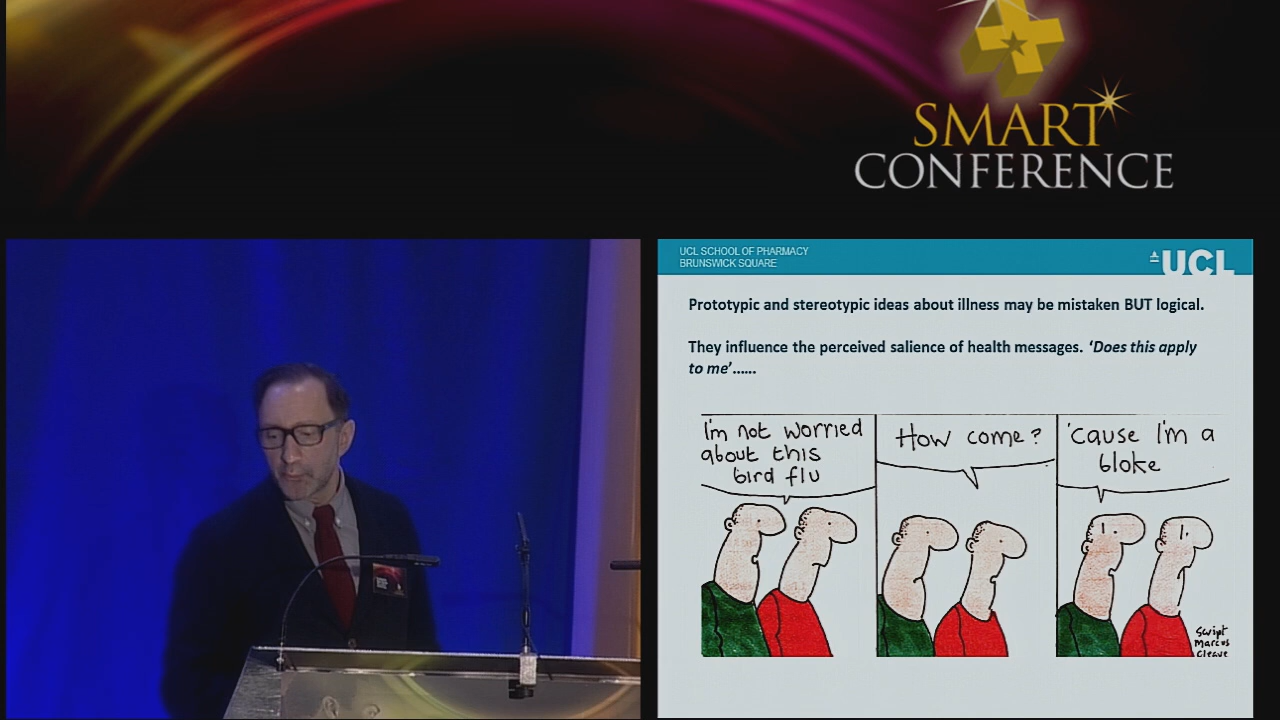 SMART
CONFERENCE
UCL SCHOOL OF PHARMACY
BRUNSWICK SQUARE
UCL
Prototypic and stereotypic ideas about illness may be mistaken BUT logical.
They influence the perceived salience of health messages. ‘Does this apply
to me’......
I'm not worried
about this
bird flu
How come?
'cause I'm a
bloke
Script
Marcus
Cleave